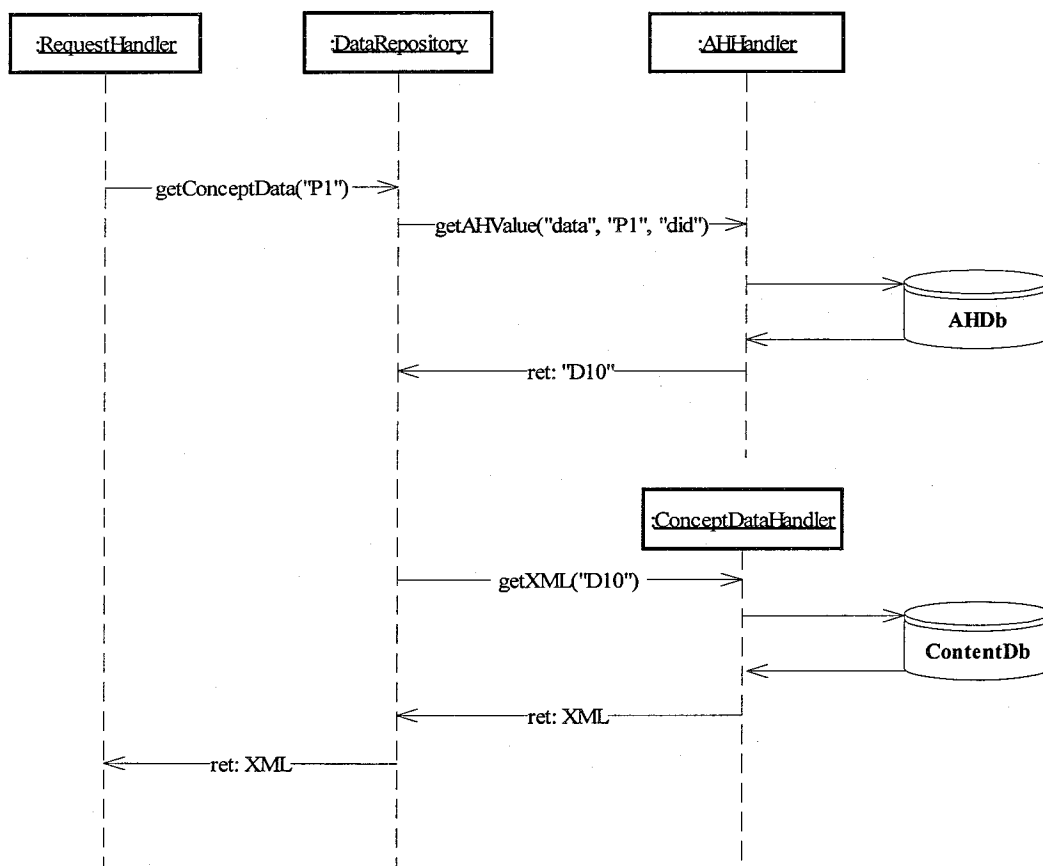 :RequestHandler
:DataRepository
:AHHandler
getConceptData("P1")
getAHValue("data", "P1", "did")
AHDb
ret: "D10"
:ConceptDataHandler
getXML("D10")
ContentDb
ret: XML
ret: XML